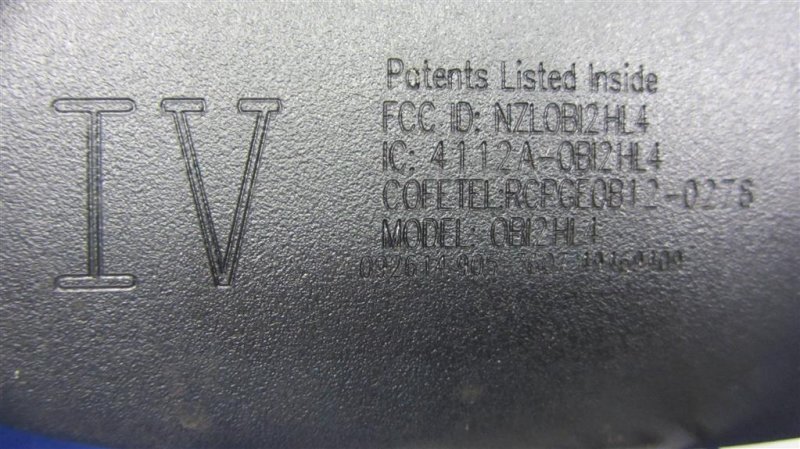 IV
Patents Listed Inside
FCC ID: NZLOBI2HL4
IC: 4112A-OBI2HL4
COFETEL:RCPGEOB12-0276
MODEL: OBI2HL4